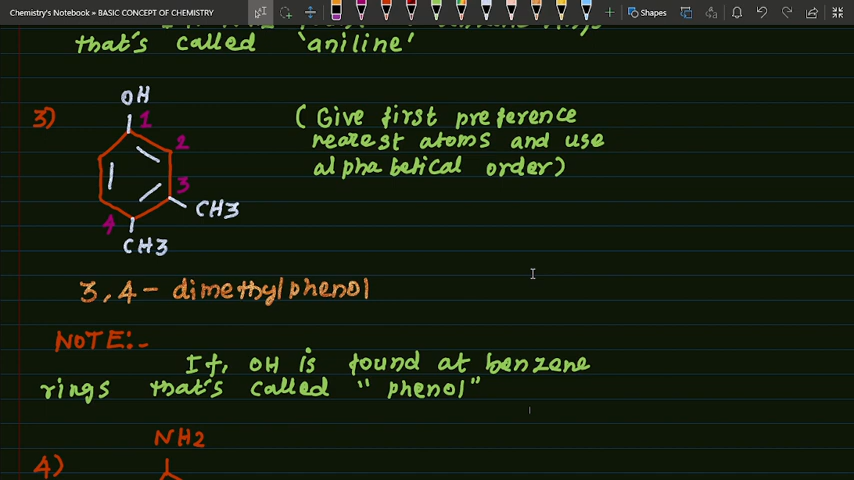 Chemistry's Notebook » BASIC CONCEPT OF CHEMISTRY
Shapes
that's called 'aniline'
3)
OH
1
2
3
CH3
4
CH3
( Give first preference
nearest atoms and use
alphabetical order)
3,4- dimethylphenol
NOTE:-
If, OH is found at benzene
rings that's called " phenol"
NH2
4)